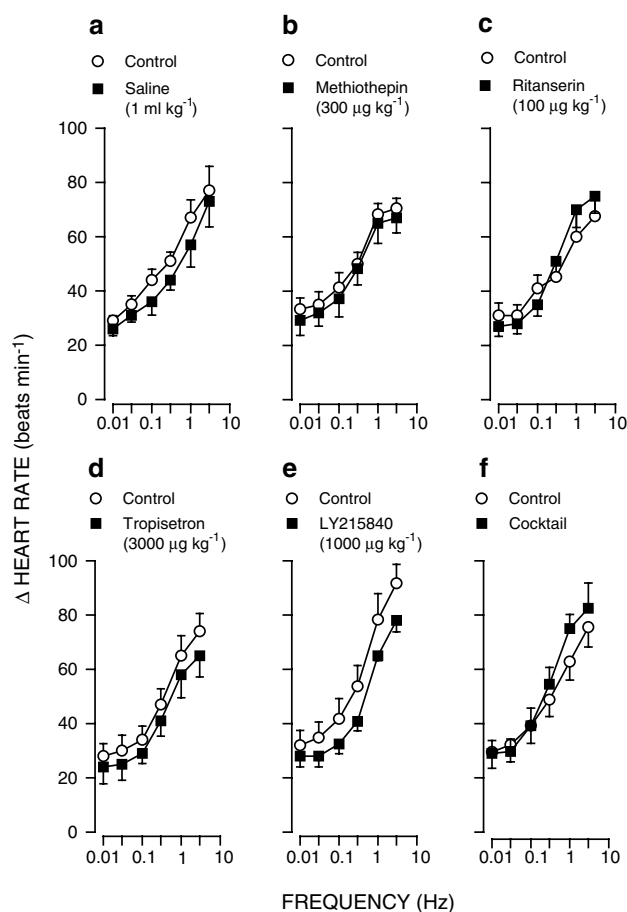 a
Control
Saline
(1 ml kg⁻¹)
b
Control
Methiothepin
(300 µg kg⁻¹)
c
Control
Ritanserin
(100 µg kg⁻¹)
100
80
60
40
20
0
0.01 0.1 1 10
0.01 0.1 1 10
0.01 0.1 1 10
Δ HEART RATE (beats min⁻¹)
d
Control
Tropisetron
(3000 µg kg⁻¹)
e
Control
LY215840
(1000 µg kg⁻¹)
f
Control
Cocktail
100
80
60
40
20
0
0.01 0.1 1 10
0.01 0.1 1 10
0.01 0.1 1 10
FREQUENCY (Hz)